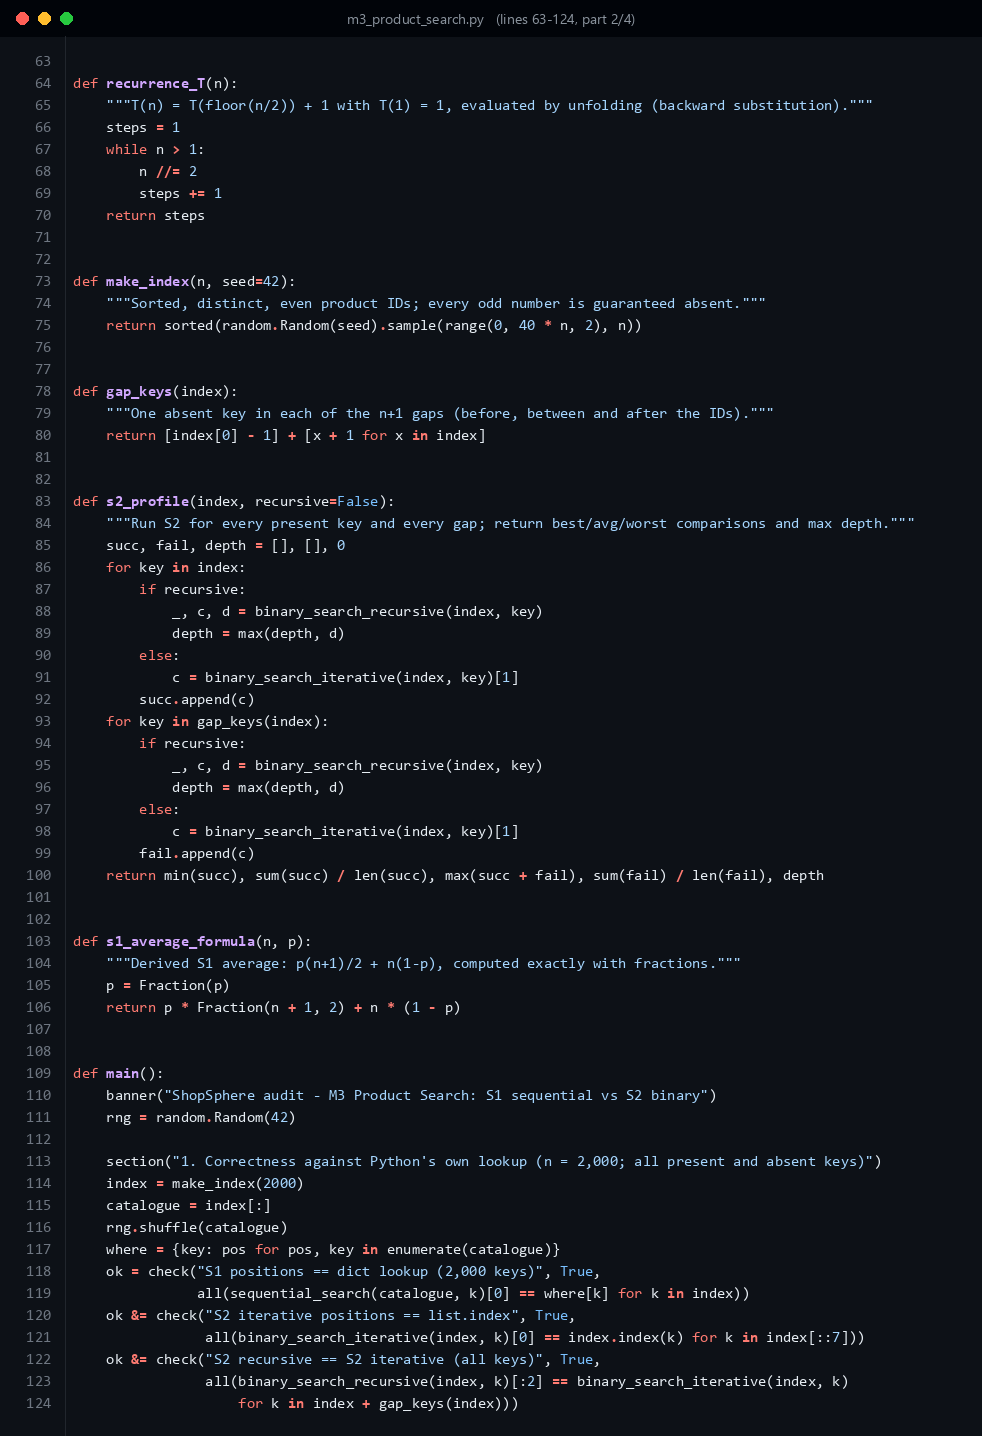 m3_product_search.py (lines 63-124, part 2/4)
63
64 def recurrence_T(n):
65     """T(n) = T(floor(n/2)) + 1 with T(1) = 1, evaluated by unfolding (backward substitution)."""
66     steps = 1
67     while n > 1:
68         n //= 2
69         steps += 1
70     return steps
71
72
73 def make_index(n, seed=42):
74     """Sorted, distinct, even product IDs; every odd number is guaranteed absent."""
75     return sorted(random.Random(seed).sample(range(0, 40 * n, 2), n))
76
77
78 def gap_keys(index):
79     """One absent key in each of the n+1 gaps (before, between and after the IDs)."""
80     return [index[0] - 1] + [x + 1 for x in index]
81
82
83 def s2_profile(index, recursive=False):
84     """Run S2 for every present key and every gap; return best/avg/worst comparisons and max depth."""
85     succ, fail, depth = [], [], 0
86     for key in index:
87         if recursive:
88             _, c, d = binary_search_recursive(index, key)
89             depth = max(depth, d)
90         else:
91             c = binary_search_iterative(index, key)[1]
92         succ.append(c)
93     for key in gap_keys(index):
94         if recursive:
95             _, c, d = binary_search_recursive(index, key)
96             depth = max(depth, d)
97         else:
98             c = binary_search_iterative(index, key)[1]
99         fail.append(c)
100     return min(succ), sum(succ) / len(succ), max(succ + fail), sum(fail) / len(fail), depth
101
102
103 def s1_average_formula(n, p):
104     """Derived S1 average: p(n+1)/2 + n(1-p), computed exactly with fractions."""
105     p = Fraction(p)
106     return p * Fraction(n + 1, 2) + n * (1 - p)
107
108
109 def main():
110     banner("ShopSphere audit - M3 Product Search: S1 sequential vs S2 binary")
111     rng = random.Random(42)
112
113     section("1. Correctness against Python's own lookup (n = 2,000; all present and absent keys)")
114     index = make_index(2000)
115     catalogue = index[:]
116     rng.shuffle(catalogue)
117     where = {key: pos for pos, key in enumerate(catalogue)}
118     ok = check("S1 positions == dict lookup (2,000 keys)", True,
119                all(sequential_search(catalogue, k)[0] == where[k] for k in index))
120     ok &= check("S2 iterative positions == list.index", True,
121                 all(binary_search_iterative(index, k)[0] == index.index(k) for k in index[::7]))
122     ok &= check("S2 recursive == S2 iterative (all keys)", True,
123                 all(binary_search_recursive(index, k)[:2] == binary_search_iterative(index, k)
124                     for k in index + gap_keys(index)))